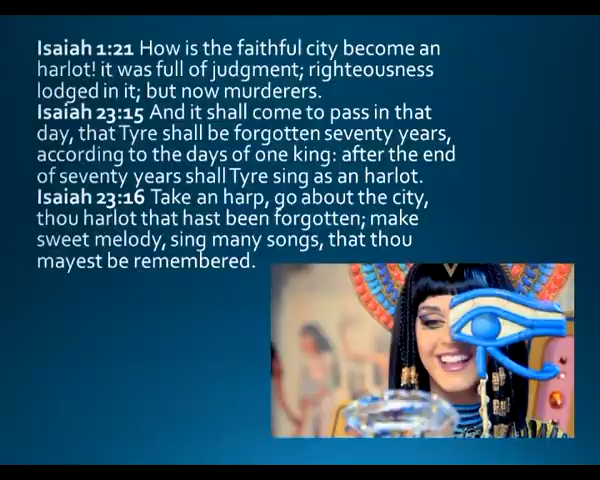 Isaiah 1:21 How is the faithful city become an
harlot! it was full of judgment; righteousness
lodged in it; but now murderers.
Isaiah 23:15 And it shall come to pass in that
day, that Tyre shall be forgotten seventy years,
according to the days of one king: after the end
of seventy years shall Tyre sing as an harlot.
Isaiah 23:16 Take an harp, go about the city,
thou harlot that hast been forgotten; make
sweet melody, sing many songs, that thou
mayest be remembered.